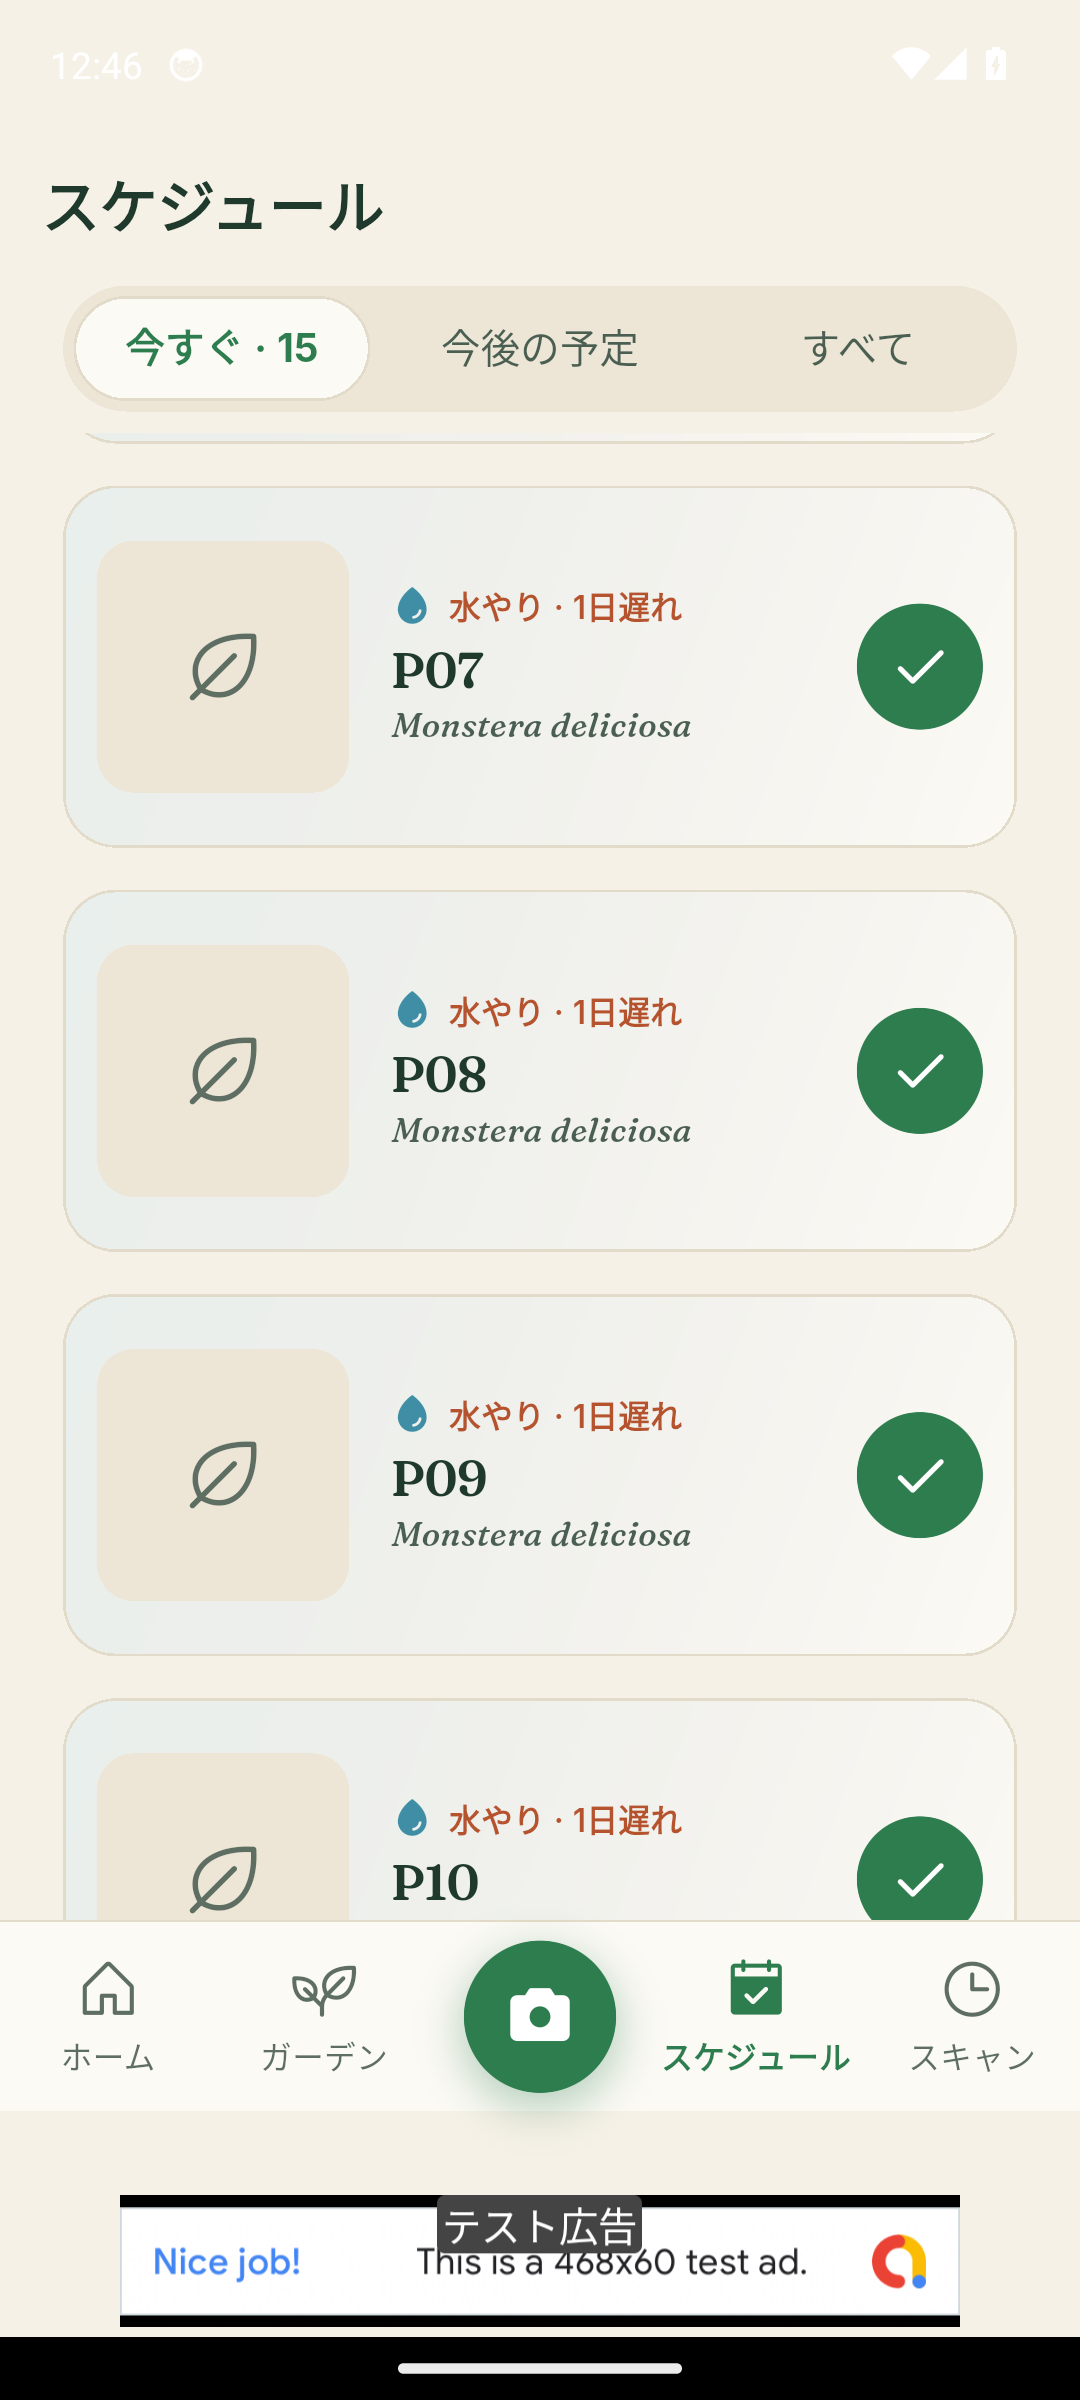 12:46
スケジュール
今すぐ · 15
今後の予定
すべて
水やり · 1日遅れ
P07
Monstera deliciosa
水やり · 1日遅れ
P08
Monstera deliciosa
水やり · 1日遅れ
P09
Monstera deliciosa
水やり · 1日遅れ
P10
ホーム
ガーデン
スケジュール
スキャン
テスト広告
Nice job!
This is a 468x60 test ad.